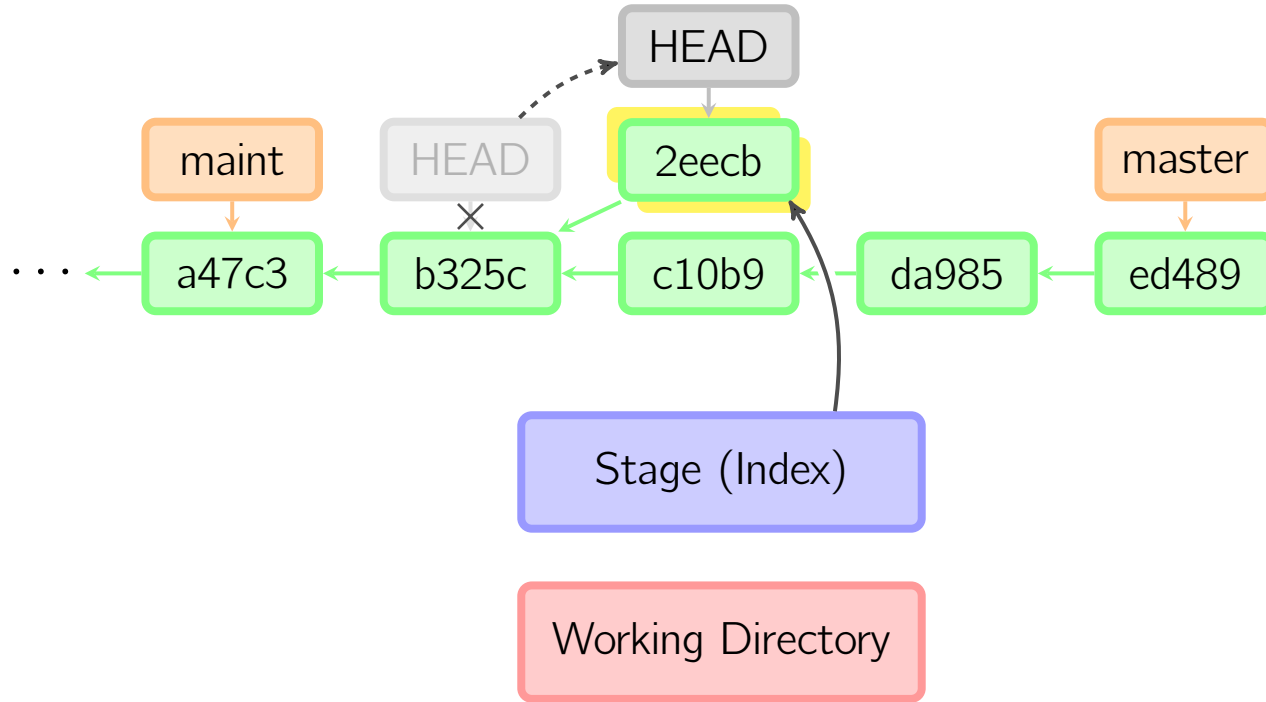 HEAD
maint
HEAD
2eecb
master
. . .
a47c3
b325c
c10b9
da985
ed489
Stage (Index)
Working Directory